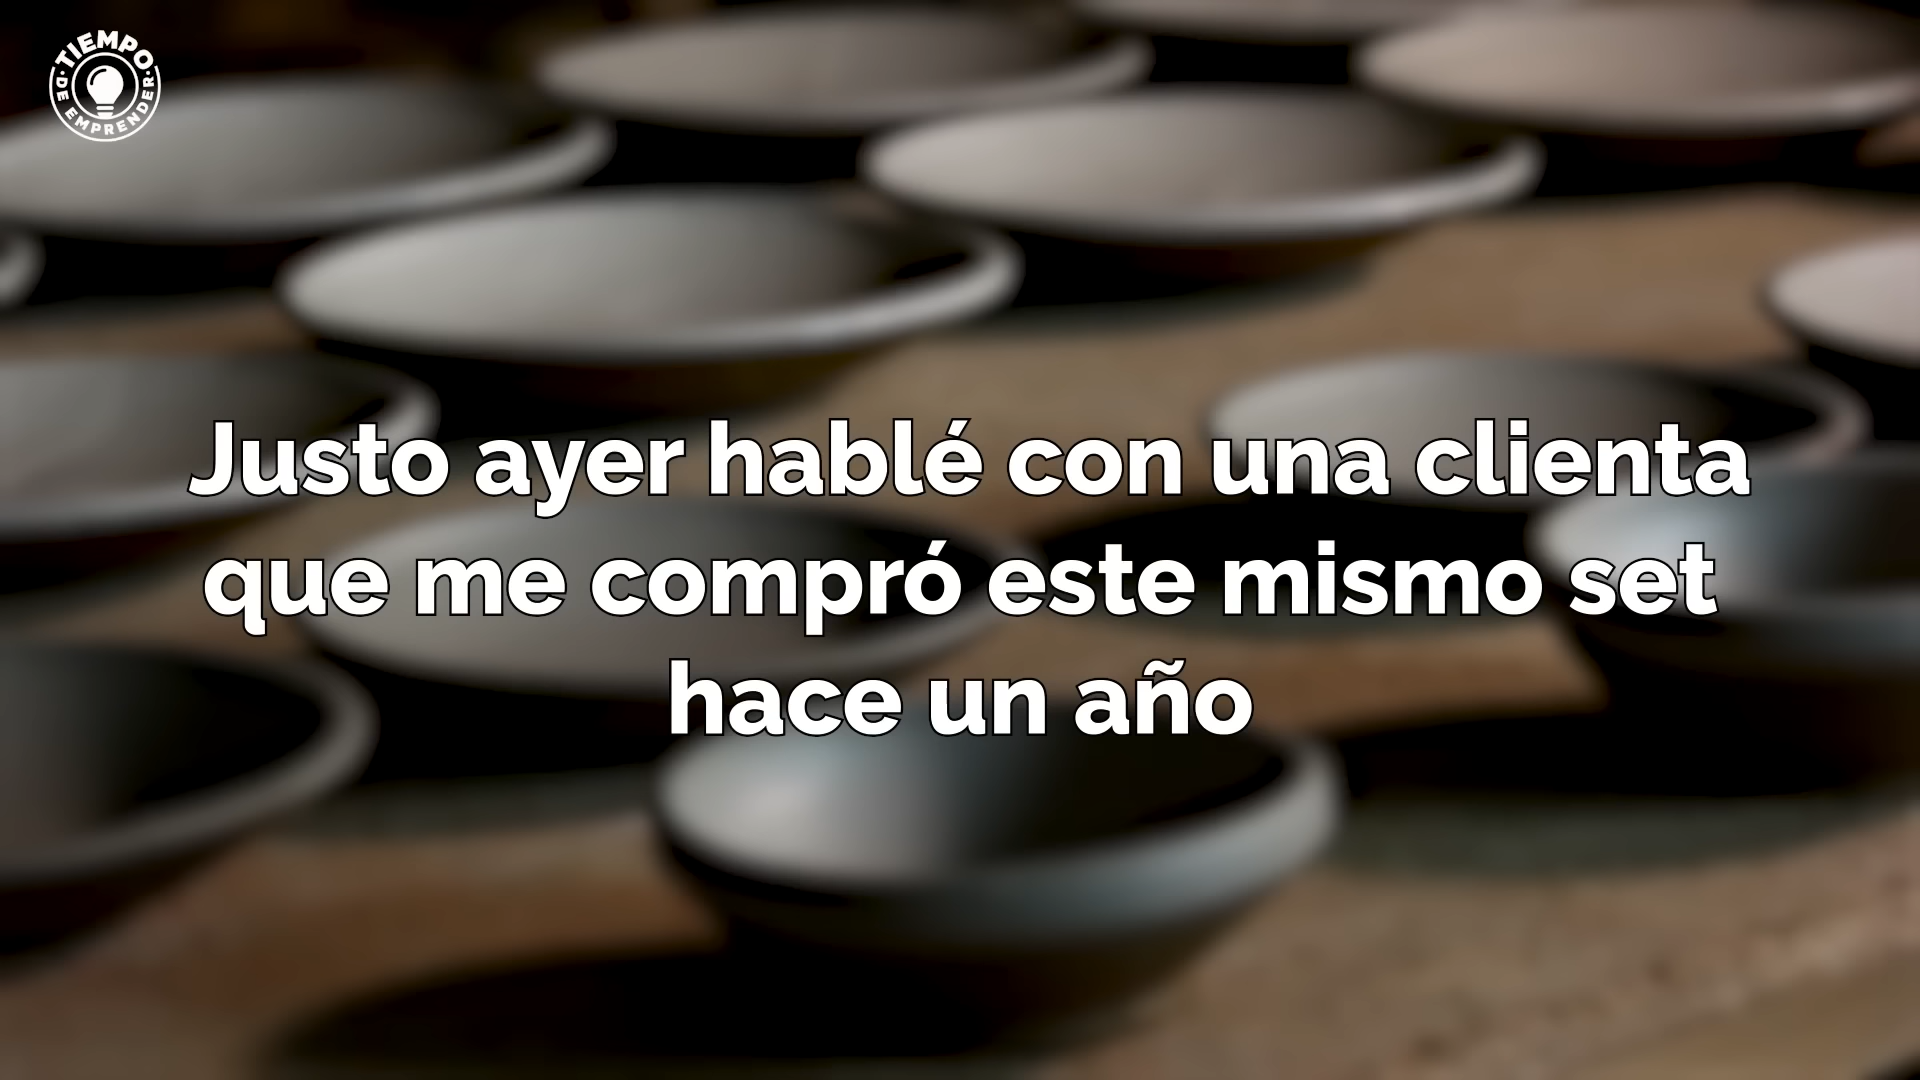 TIEMPO
DE EMPRENDER
Justo ayer hablé con una clienta
que me compró este mismo set
hace un año